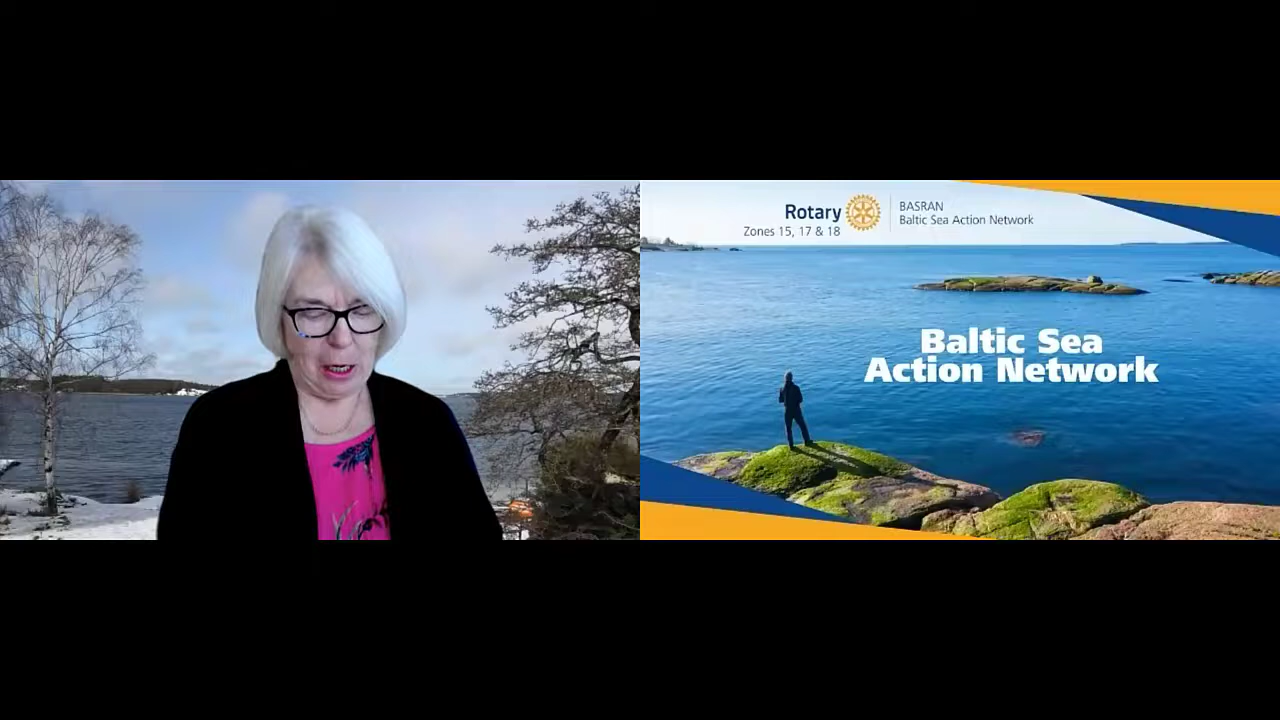 Rotary
Zones 15, 17 & 18
BASRAN
Baltic Sea Action Network
Baltic Sea
Action Network